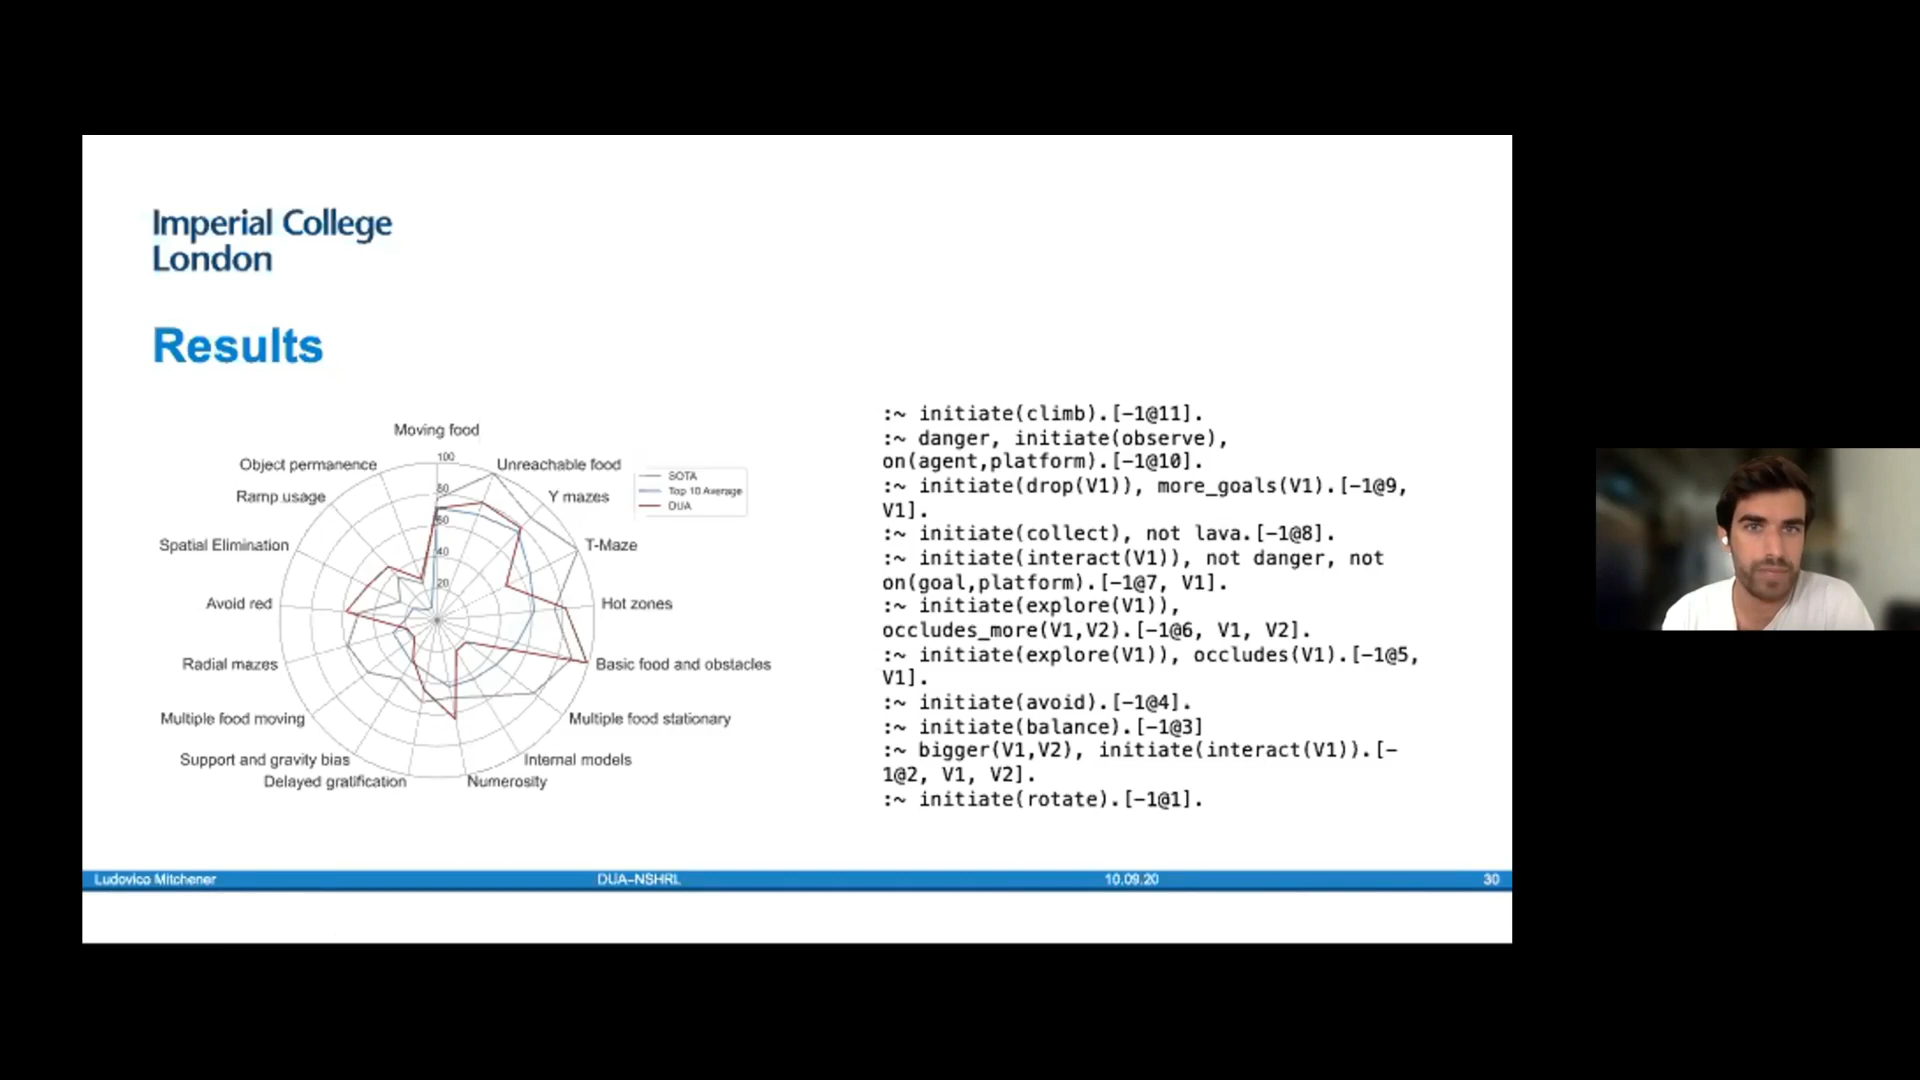 Imperial College
London
Results
Moving food
Object permanence
Unreachable food
Ramp usage
Y mazes
Spatial Elimination
T-Maze
Avoid red
Hot zones
Radial mazes
Basic food and obstacles
Multiple food moving
Multiple food stationary
Support and gravity bias
Internal models
Delayed gratification
Numerosity
100
80
60
40
20
SOTA
Top 10 Average
DUA
:~ initiate(climb).[-1@11].
:~ danger, initiate(observe),
on(agent,platform).[-1@10].
:~ initiate(drop(V1)), more_goals(V1).[-1@9,
V1].
:~ initiate(collect), not lava.[-1@8].
:~ initiate(interact(V1)), not danger, not
on(goal,platform).[-1@7, V1].
:~ initiate(explore(V1)),
occludes_more(V1,V2).[-1@6, V1, V2].
:~ initiate(explore(V1)), occludes(V1).[-1@5,
V1].
:~ initiate(avoid).[-1@4].
:~ initiate(balance).[-1@3]
:~ bigger(V1,V2), initiate(interact(V1)).[-
1@2, V1, V2].
:~ initiate(rotate).[-1@1].
Ludovico Mitchener
DUA-NSHRL
10.09.20
30